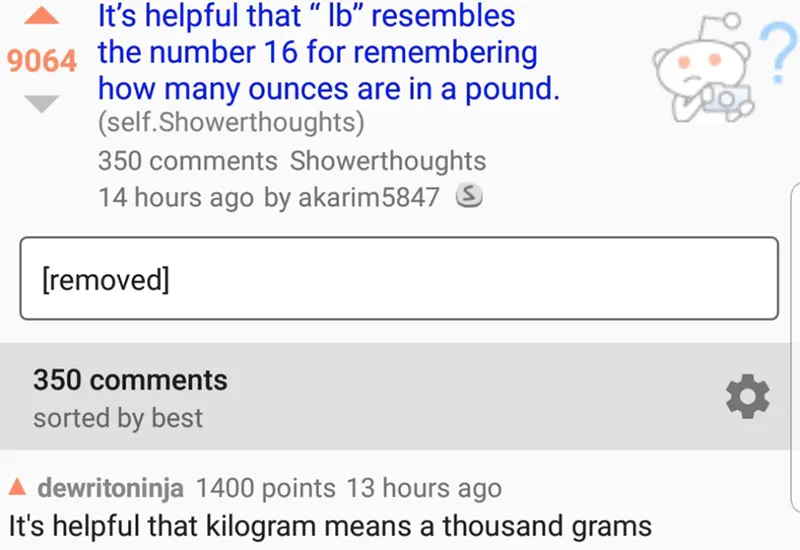 It’s helpful that “ lb” resembles
9064
the number 16 for remembering
how many ounces are in a pound.
(self.Showerthoughts)
350 comments Showerthoughts
14 hours ago by akarim5847 S
[removed]
350 comments
sorted by best
dewritoninja 1400 points 13 hours ago
It's helpful that kilogram means a thousand grams
?